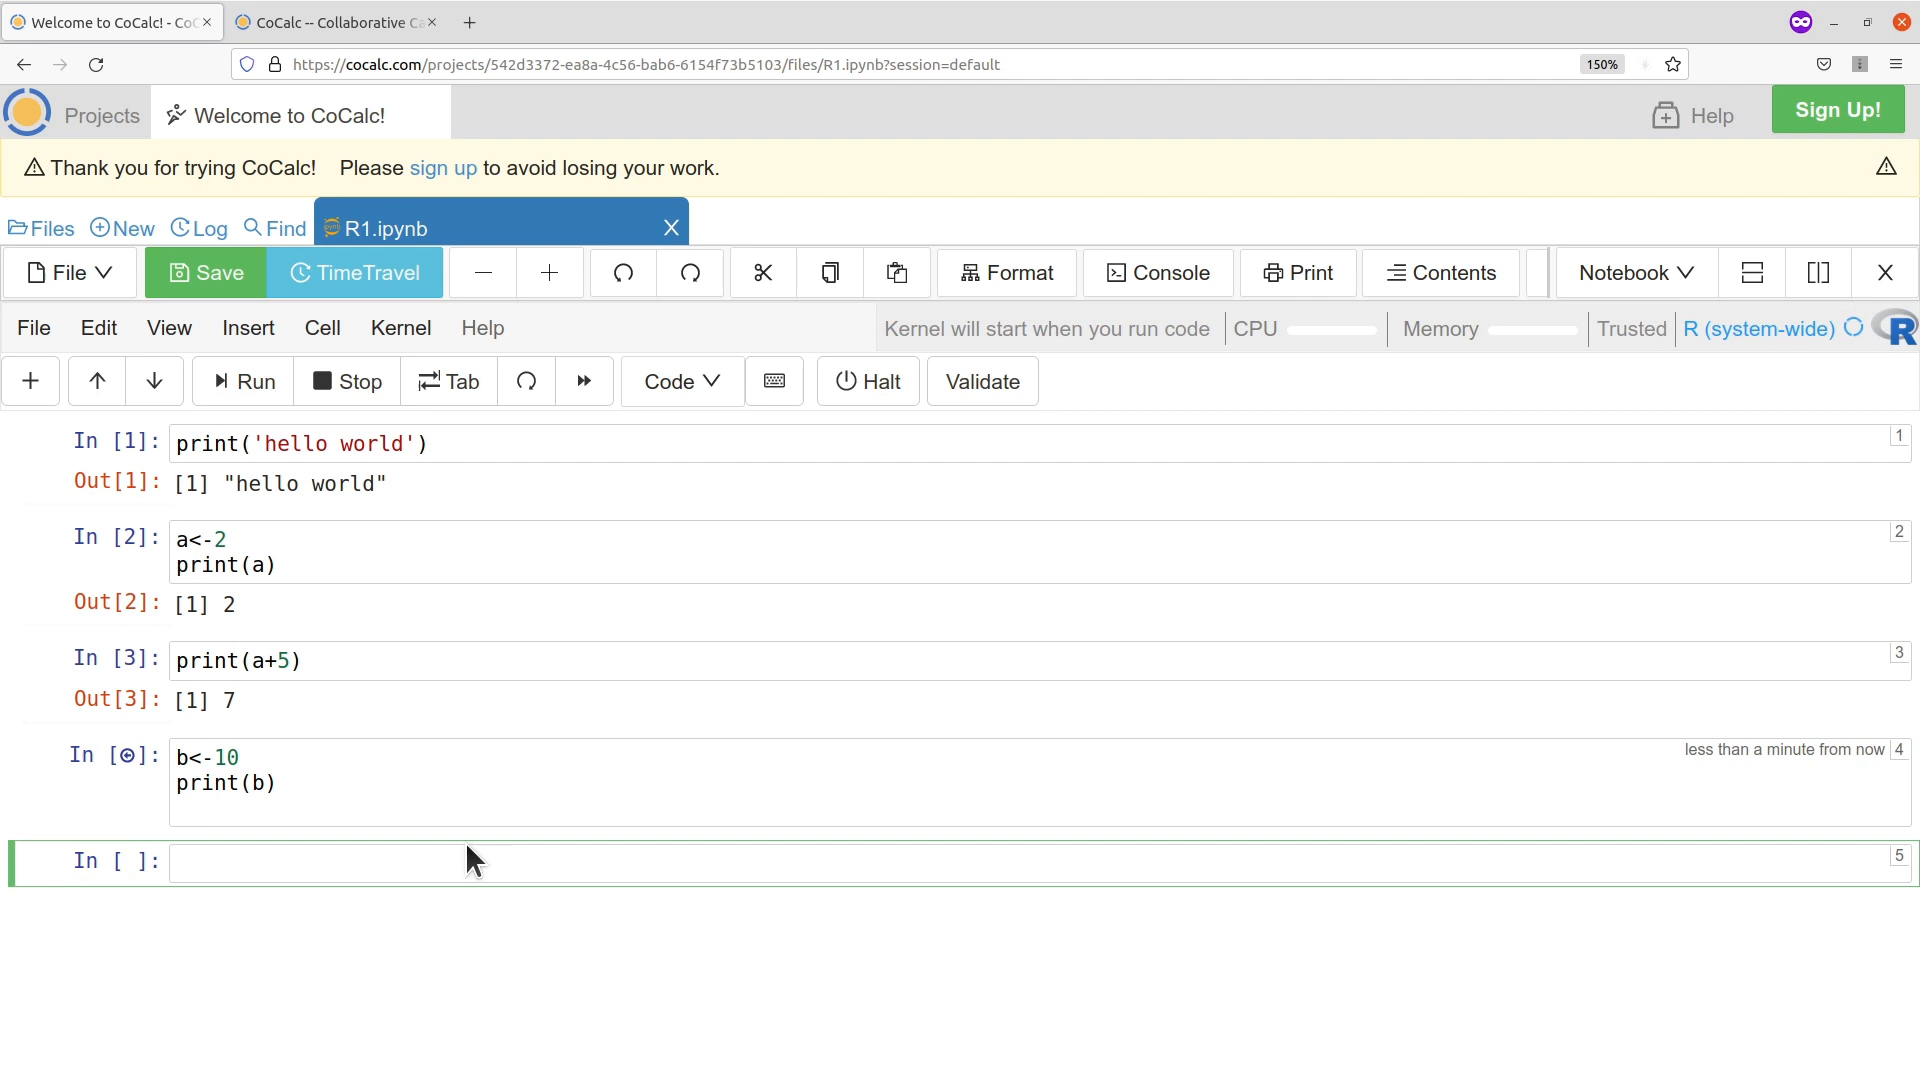 Welcome to CoCalc! - CoC
CoCalc -- Collaborative Ca
https://cocalc.com/projects/542d3372-ea8a-4c56-bab6-6154f73b5103/files/R1.ipynb?session=default
150%
Projects
Welcome to CoCalc!
Help
Sign Up!
Thank you for trying CoCalc! Please sign up to avoid losing your work.
Files
New
Log
Find
R1.ipynb
File
Save
TimeTravel
Format
Console
Print
Contents
Notebook
File Edit View Insert Cell Kernel Help
Kernel will start when you run code
CPU
Memory
Trusted
R (system-wide)
R
Run
Stop
Tab
Code
Halt
Validate
In [1]: print('hello world') 1
Out[1]: [1] "hello world"
In [2]: a<-2 2
print(a)
Out[2]: [1] 2
In [3]: print(a+5) 3
Out[3]: [1] 7
In [ ]: b<-10 less than a minute from now 4
print(b)
In [ ]: 5